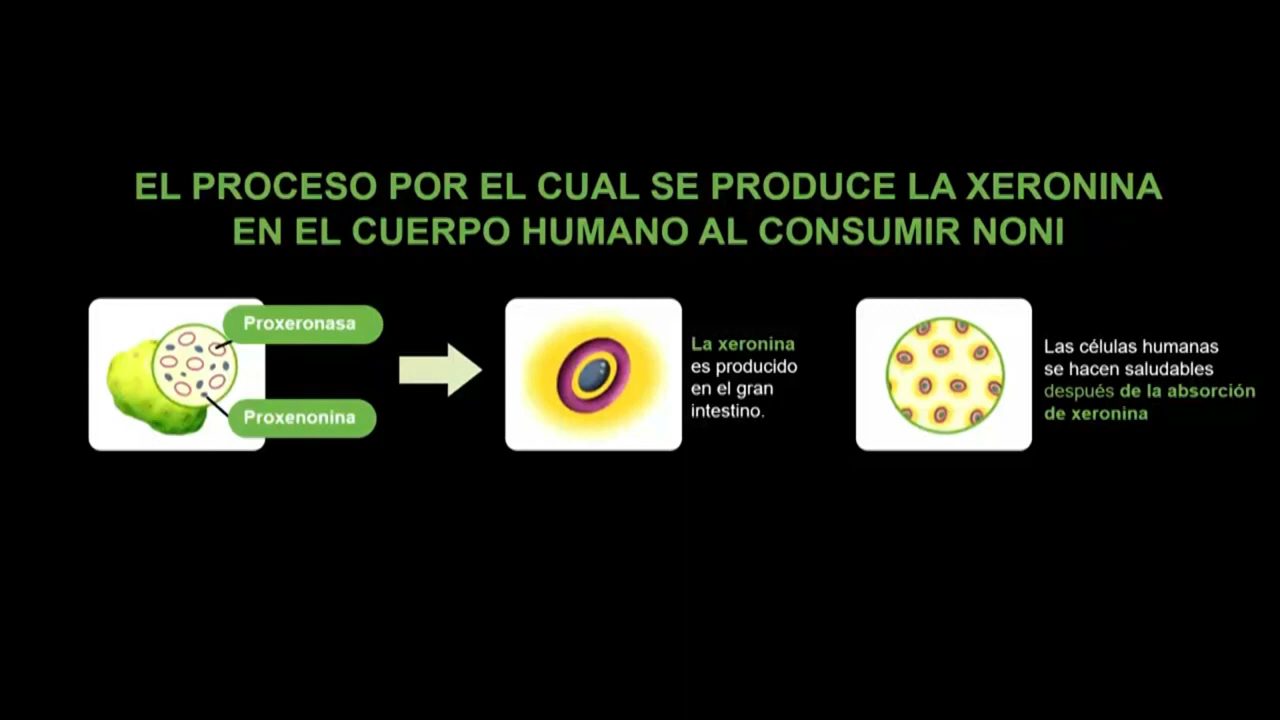 EL PROCESO POR EL CUAL SE PRODUCE LA XERONINA
EN EL CUERPO HUMANO AL CONSUMIR NONI
Proxeronasa
Proxenonina
La xeronina
es producido
en el gran
intestino.
Las células humanas
se hacen saludables
después de la absorción
de xeronina